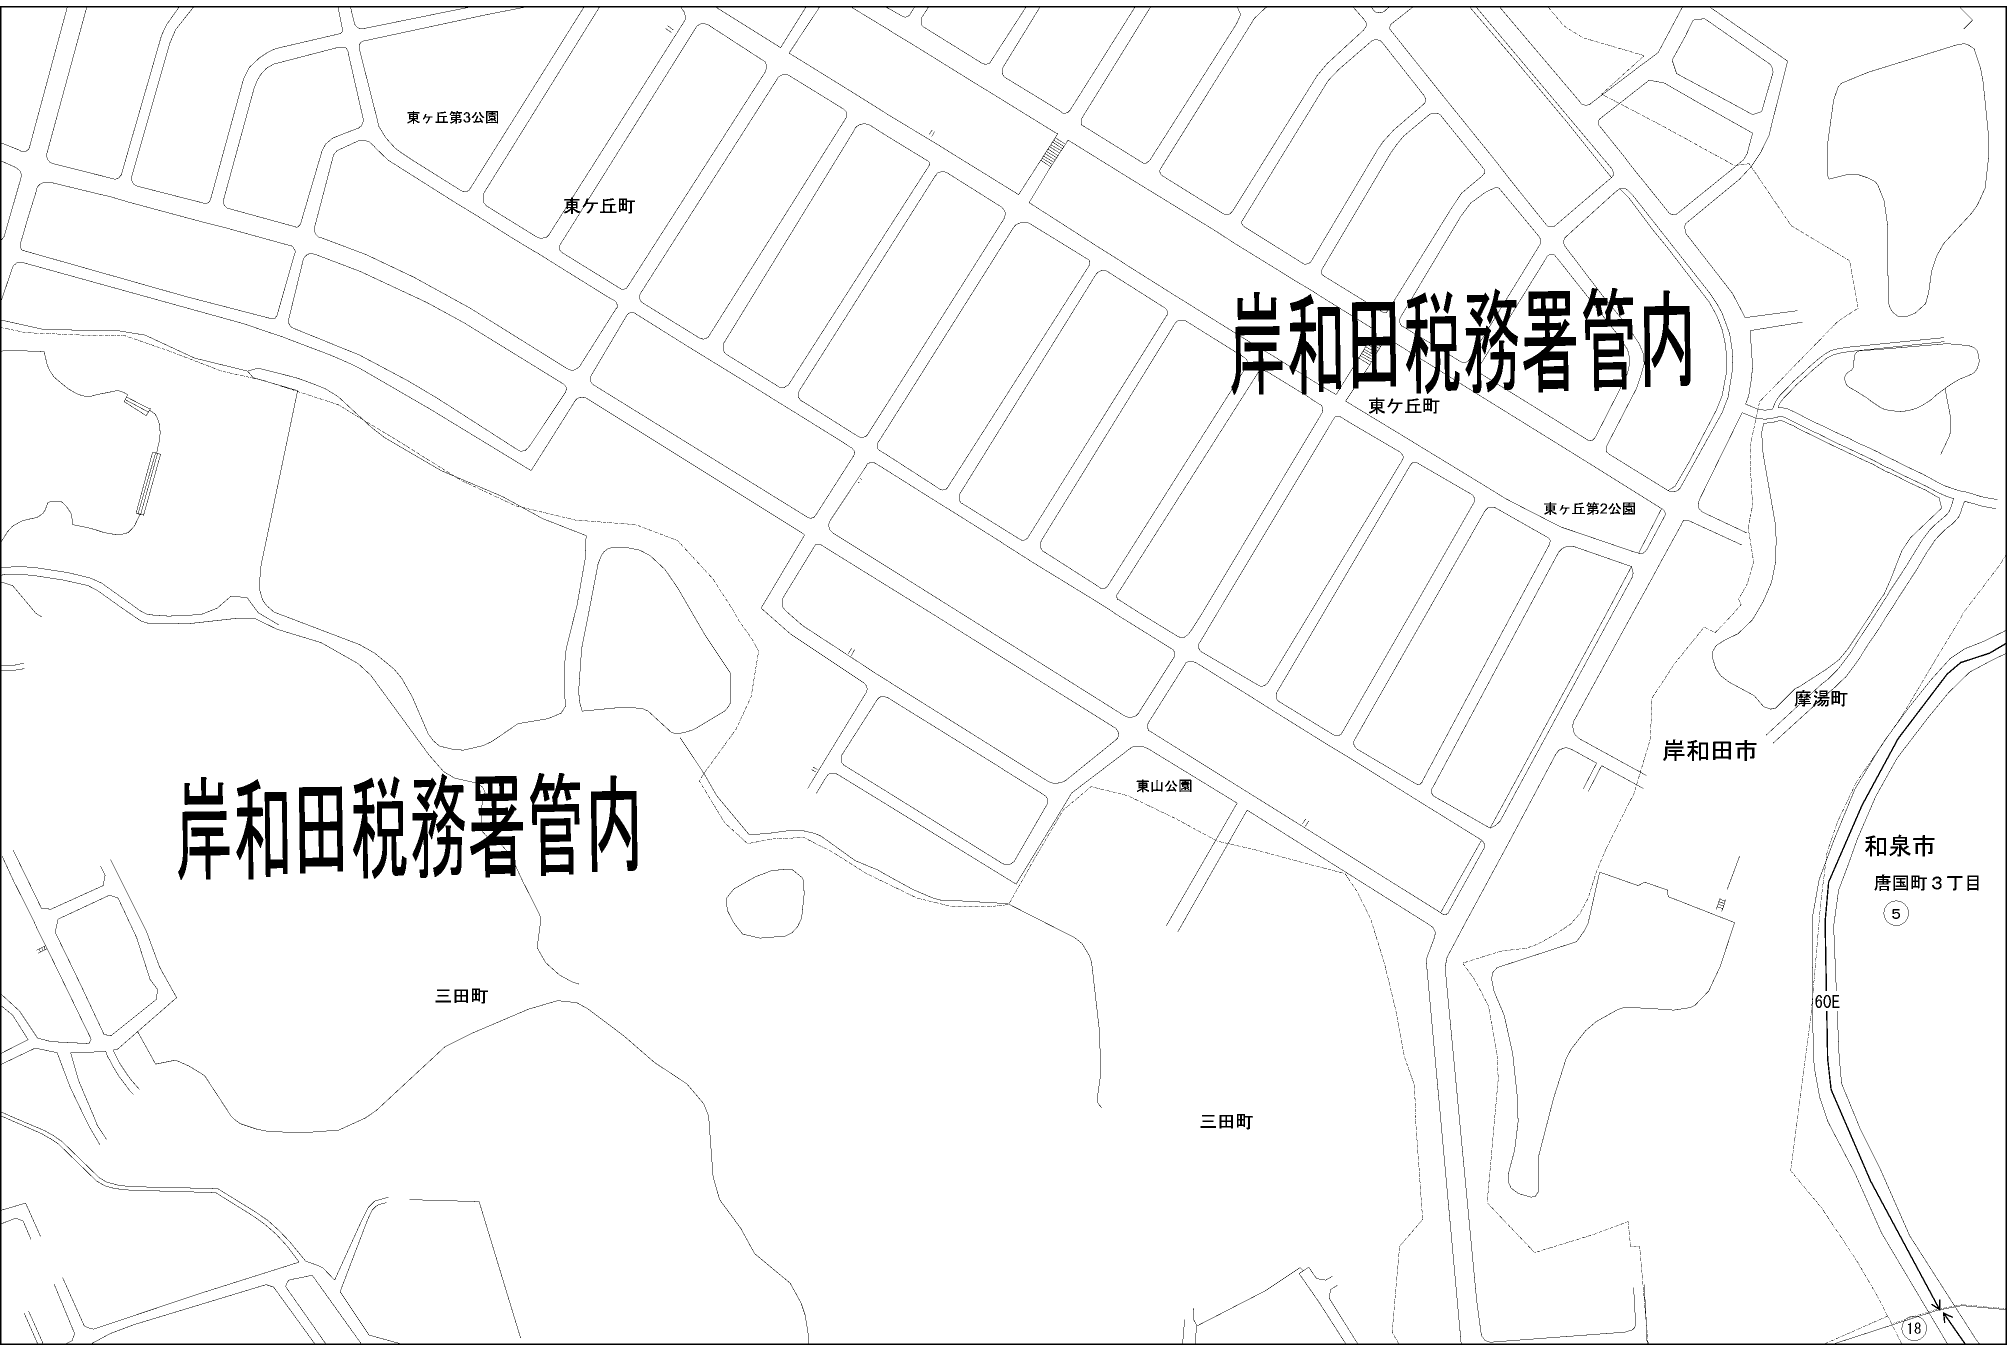 東ヶ丘第3公園
東ケ丘町
岸和田税務署管内
東ケ丘町
東ヶ丘第2公園
摩湯町
岸和田市
東山公園
岸和田税務署管内
和泉市
唐国町３丁目
5
三田町
60E
三田町
18